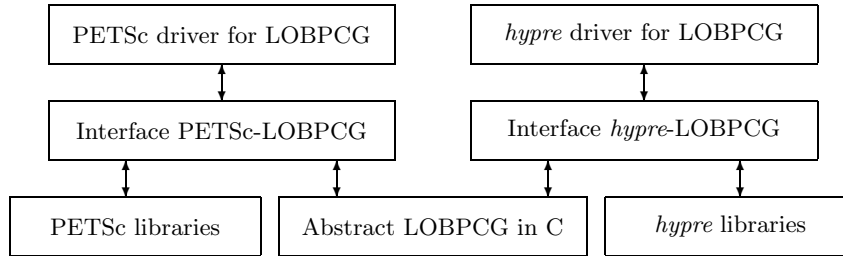 PETSc driver for LOBPCG
hypre driver for LOBPCG
Interface PETSc-LOBPCG
Interface hypre-LOBPCG
PETSc libraries
Abstract LOBPCG in C
hypre libraries